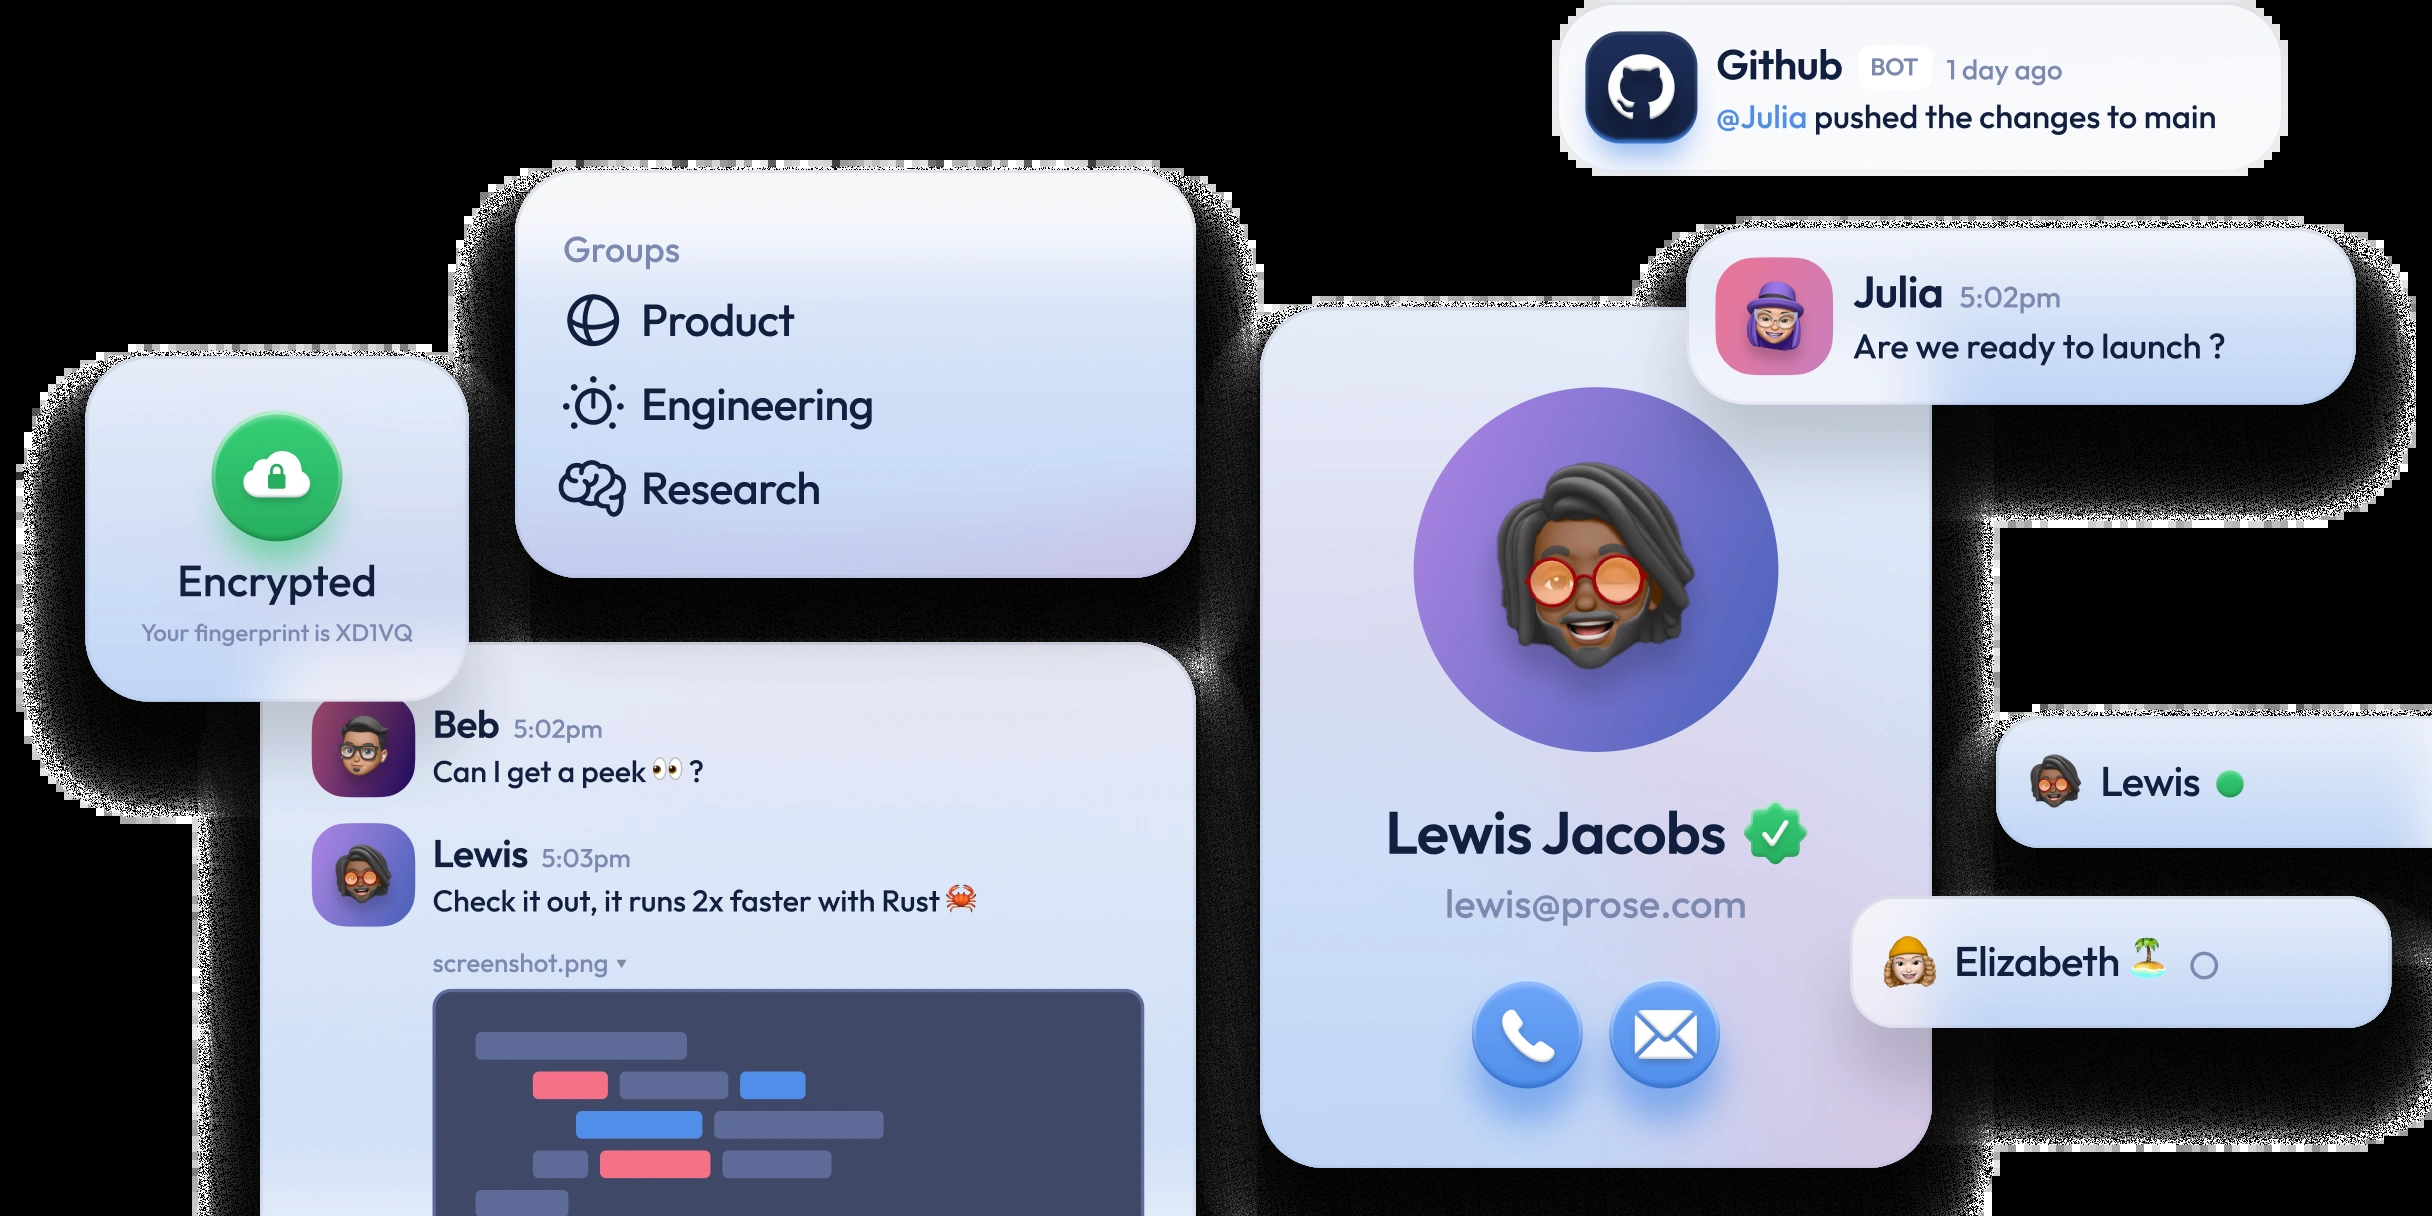 Github BOT 1 day ago
@Julia pushed the changes to main
Julia 5:02pm
Are we ready to launch ?
Groups
Product
Engineering
Research
Encrypted
Your fingerprint is XD1VQ
Beb 5:02pm
Can I get a peek 👀 ?
Lewis 5:03pm
Check it out, it runs 2x faster with Rust 🦀
screenshot.png ▾
Lewis Jacobs
lewis@prose.com
Lewis
Elizabeth 🏝️